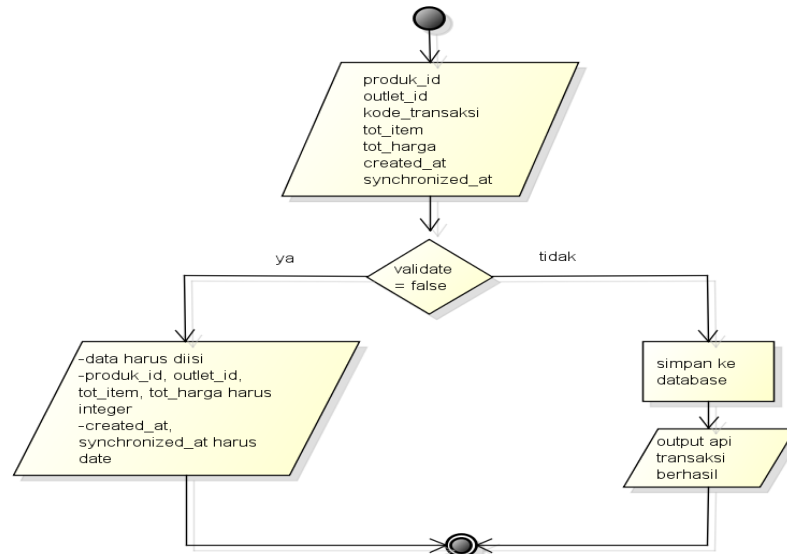 produk_id
outlet_id
kode_transaksi
tot_item
tot_harga
created_at
synchronized_at
ya
validate
= false
tidak
-data harus diisi
-produk_id, outlet_id,
tot_item, tot_harga harus
integer
-created_at,
synchronized_at harus
date
simpan ke
database
output api
transaksi
berhasil